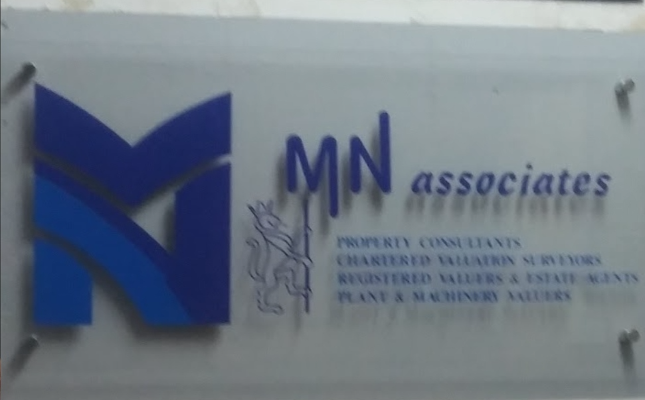 MN associates
PROPERTY CONSULTANTS
CHARTERED VALUATION SURVEYORS
REGISTERED VALUERS & ESTATE AGENTS
PLANT & MACHINERY VALUERS